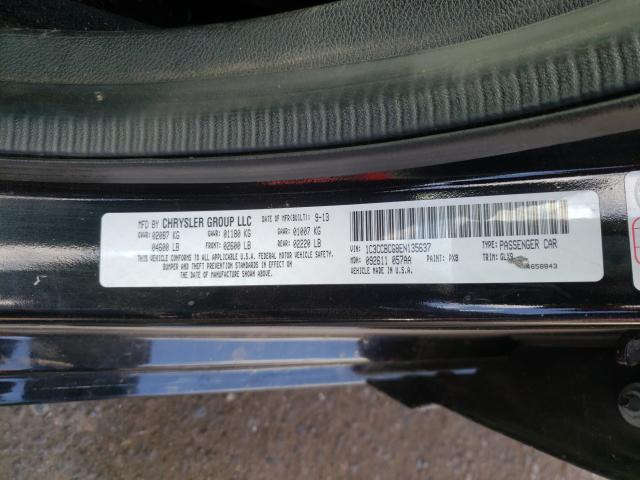 MFD BY CHRYSLER GROUP LLC DATE OF MFR(BUILT): 9-13
GVWR: 02087 KG GAWR: 01180 KG GAWR: 01007 KG
04600 LB FRONT: 02600 LB REAR: 02220 LB
THIS VEHICLE CONFORMS TO ALL APPLICABLE U.S.A. FEDERAL MOTOR VEHICLE SAFETY,
BUMPER AND THEFT PREVENTION STANDARDS IN EFFECT ON THE
DATE OF MANUFACTURE SHOWN ABOVE.
VIN: 1C3CCBCG8EN135637 TYPE: PASSENGER CAR
MDH: 092611 057AA PAINT: PX8 TRIM: GLX9
VEHICLE MADE IN U.S.A. 4658843